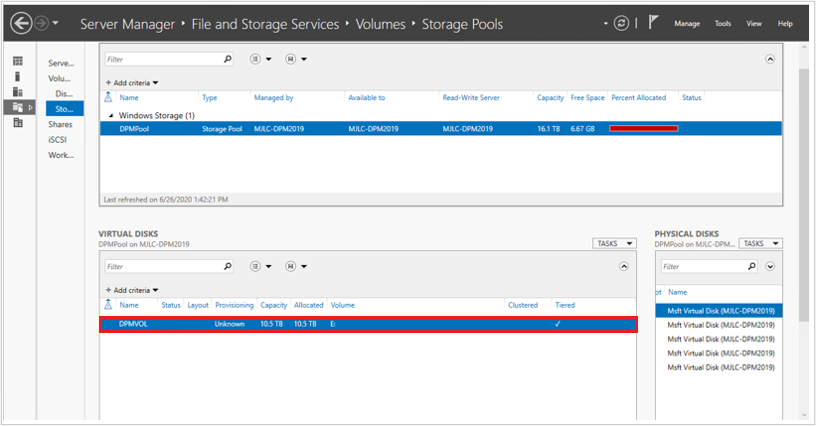 Server Manager ‣ File and Storage Services ‣ Volumes ‣ Storage Pools
Manage Tools View Help
Serve...
Volu...
Dis...
Sto...
Shares
iSCSI
Work...
Filter
+ Add criteria
Name Type Managed by Available to Read-Write Server Capacity Free Space Percent Allocated Status
Windows Storage (1)
DPMPool Storage Pool MJLC-DPM2019 MJLC-DPM2019 MJLC-DPM2019 16.1 TB 6.67 GB
Last refreshed on 6/26/2020 1:42:21 PM
VIRTUAL DISKS
DPMPool on MJLC-DPM2019
TASKS
Filter
+ Add criteria
Name Status Layout Provisioning Capacity Allocated Volume Clustered Tiered
DPMVOL Unknown 10.5 TB 10.5 TB E: ✓
PHYSICAL DISKS
DPMPool on MJLC-DPM...
TASKS
Filter
ot Name
Msft Virtual Disk (MJLC-DPM2019)
Msft Virtual Disk (MJLC-DPM2019)
Msft Virtual Disk (MJLC-DPM2019)
Msft Virtual Disk (MJLC-DPM2019)
Msft Virtual Disk (MJLC-DPM2019)